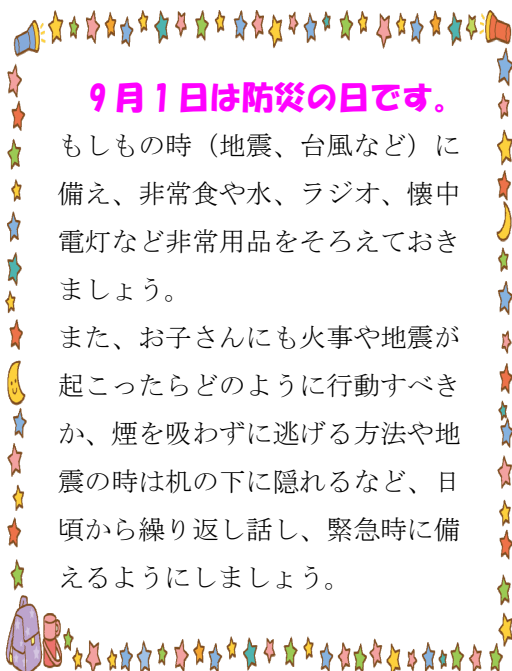 ９月１日は防災の日です。
もしもの時（地震、台風など）に
備え、非常食や水、ラジオ、懐中
電灯など非常用品をそろえておき
ましょう。
また、お子さんにも火事や地震が
起こったらどのように行動すべき
か、煙を吸わずに逃げる方法や地
震の時は机の下に隠れるなど、日
頃から繰り返し話し、緊急時に備
えるようにしましょう。